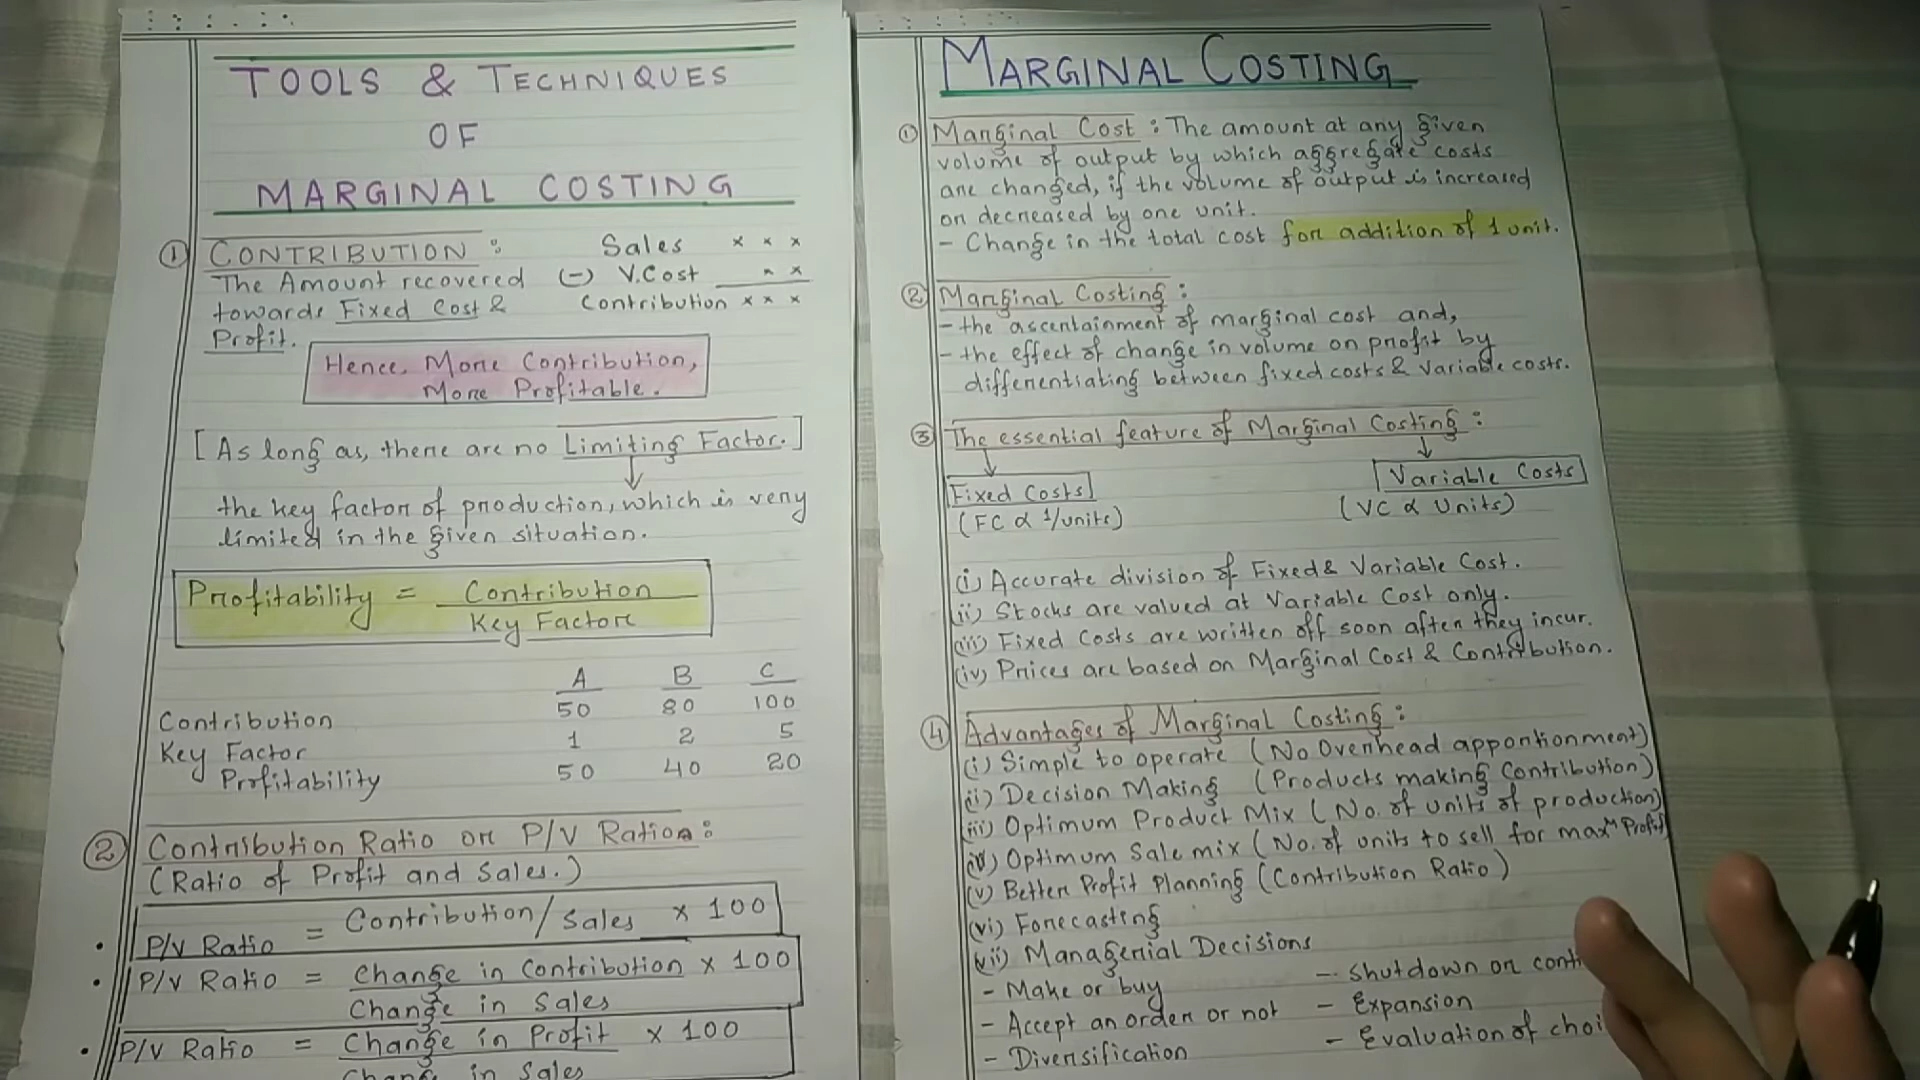 TOOLS & TECHNIQUES
OF
MARGINAL COSTING
① CONTRIBUTION :
The Amount recovered
towards Fixed Cost &
Profit.
Sales x x x
(-) V.Cost x x
Contribution x x x
Hence, More Contribution,
More Profitable.
[As long as, there are no Limiting Factor.]
the key factor of production, which is very
limited in the given situation.
Profitability = Contribution
Key Factor
A B C
Contribution 50 80 100
Key Factor 1 2 5
Profitability 50 40 20
② Contribution Ratio or P/V Ratio :
(Ratio of Profit and Sales.)
• P/V Ratio = Contribution/Sales x 100
• P/V Ratio = Change in Contribution x 100
Change in Sales
• P/V Ratio = Change in Profit x 100
Change in Sales
MARGINAL COSTING
① Marginal Cost : The amount at any given
volume of output by which aggregate costs
are changed, if the volume of output is increased
or decreased by one unit.
- Change in the total cost for addition of 1 unit.
② Marginal Costing :
- the ascertainment of marginal cost and,
- the effect of change in volume on profit by
differentiating between fixed costs & variable costs.
③ The essential feature of Marginal Costing :
Fixed Costs Variable Costs
(FC ∝ 1/units) (VC ∝ Units)
(i) Accurate division of Fixed & Variable Cost.
(ii) Stocks are valued at Variable Cost only.
(iii) Fixed Costs are written off soon after they incur.
(iv) Prices are based on Marginal Cost & Contribution.
④ Advantages of Marginal Costing :
(i) Simple to operate (No Overhead apportionment)
(ii) Decision Making (Products making Contribution)
(iii) Optimum Product Mix (No. of units of production)
(iv) Optimum Sale mix (No. of units to sell for maxm Profit)
(v) Better Profit Planning (Contribution Ratio)
(vi) Forecasting
(vii) Managerial Decisions
- Make or buy - Shutdown or
- Accept an order or not - Expansion
- Diversification - Evaluation of